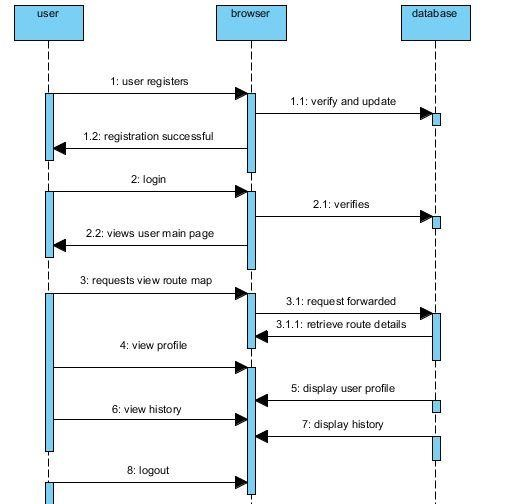 user
browser
database
1: user registers
1.1: verify and update
1.2: registration successful
2: login
2.1: verifies
2.2: views user main page
3: requests view route map
3.1: request forwarded
3.1.1: retrieve route details
4: view profile
5: display user profile
6: view history
7: display history
8: logout